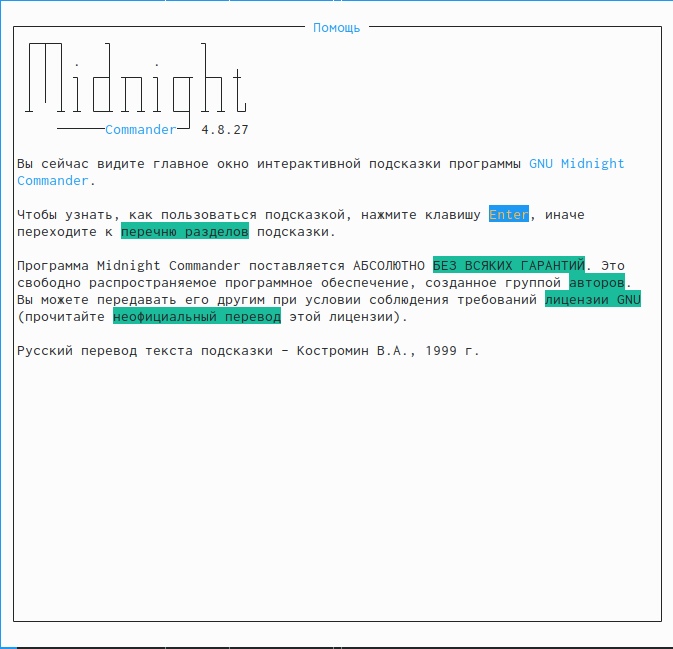 Помощь
Midnight
Commander 4.8.27
Вы сейчас видите главное окно интерактивной подсказки программы GNU Midnight
Commander.
Чтобы узнать, как пользоваться подсказкой, нажмите клавишу Enter, иначе
переходите к перечню разделов подсказки.
Программа Midnight Commander поставляется АБСОЛЮТНО БЕЗ ВСЯКИХ ГАРАНТИЙ. Это
свободно распространяемое программное обеспечение, созданное группой авторов.
Вы можете передавать его другим при условии соблюдения требований лицензии GNU
(прочитайте неофициальный перевод этой лицензии).
Русский перевод текста подсказки – Костромин В.А., 1999 г.